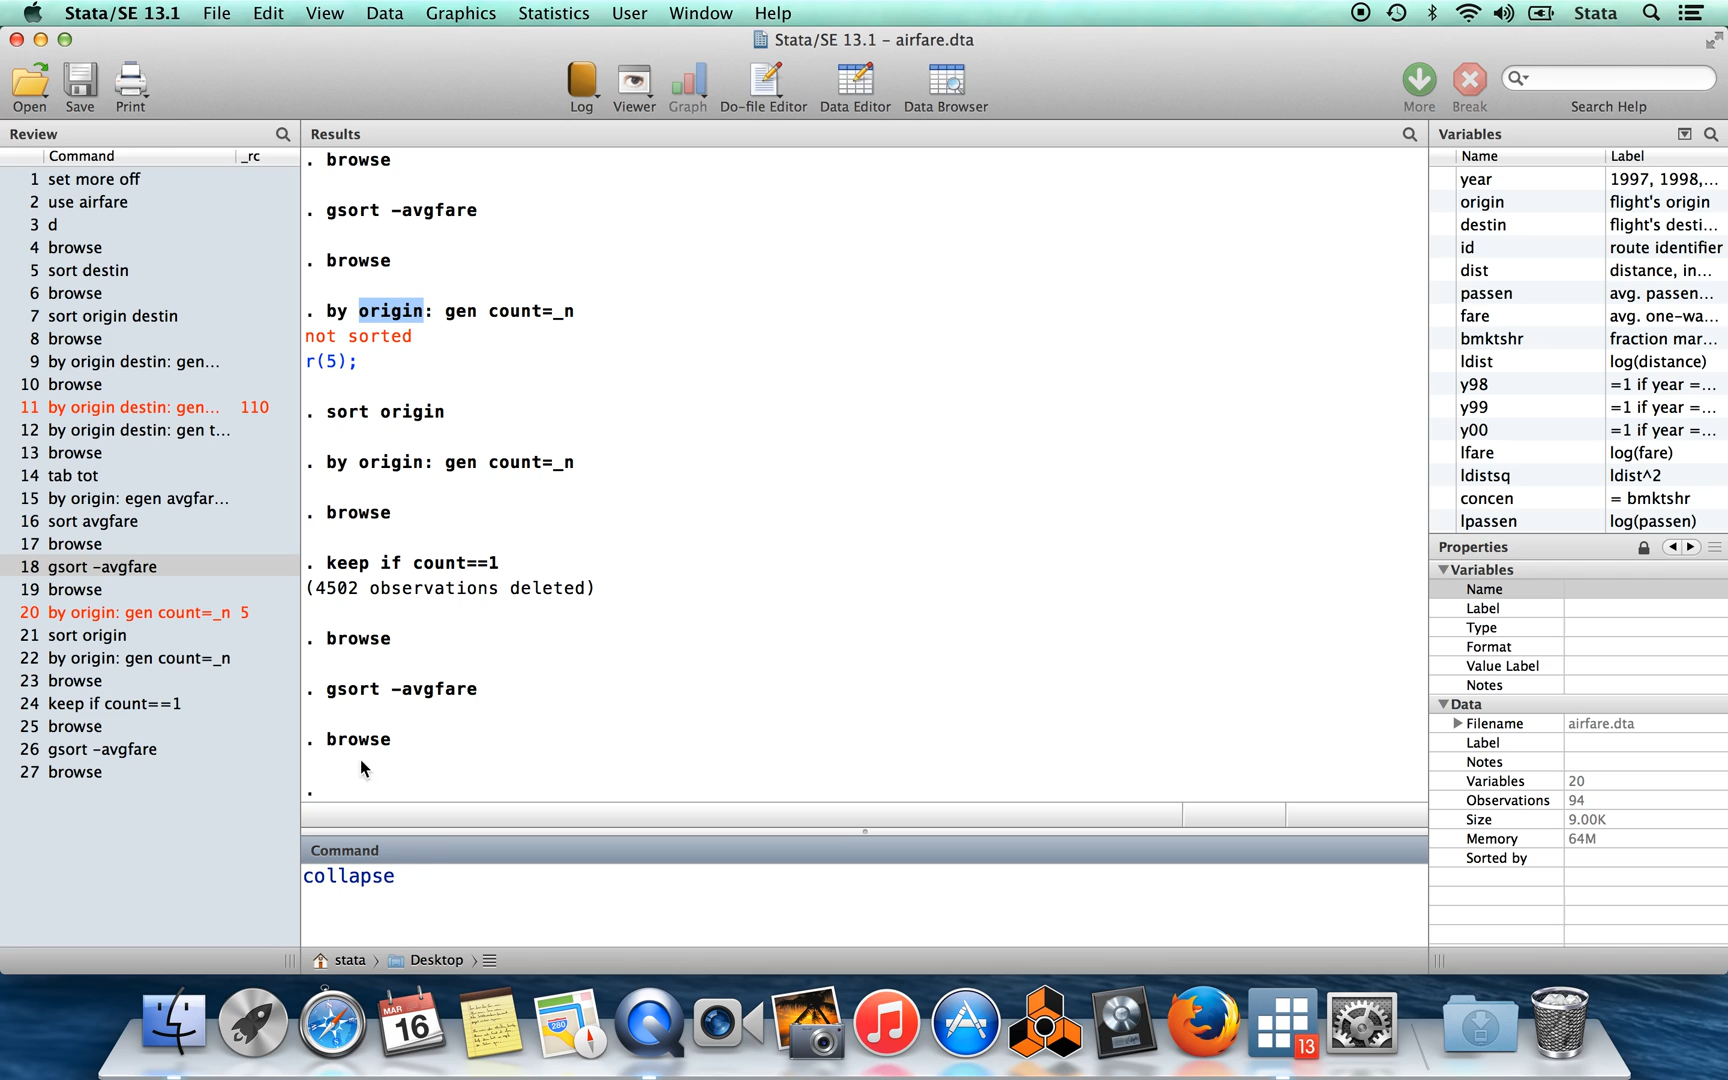 Stata/SE 13.1 File Edit View Data Graphics Statistics User Window Help Stata
Stata/SE 13.1 – airfare.dta
Open Save Print Log Viewer Graph Do-file Editor Data Editor Data Browser More Break Search Help
Review
Command _rc
1 set more off
2 use airfare
3 d
4 browse
5 sort destin
6 browse
7 sort origin destin
8 browse
9 by origin destin: gen...
10 browse
11 by origin destin: gen... 110
12 by origin destin: gen t...
13 browse
14 tab tot
15 by origin: egen avgfar...
16 sort avgfare
17 browse
18 gsort -avgfare
19 browse
20 by origin: gen count=_n 5
21 sort origin
22 by origin: gen count=_n
23 browse
24 keep if count==1
25 browse
26 gsort -avgfare
27 browse
Results
. browse
. gsort -avgfare
. browse
. by origin: gen count=_n
not sorted
r(5);
. sort origin
. by origin: gen count=_n
. browse
. keep if count==1
(4502 observations deleted)
. browse
. gsort -avgfare
. browse
.
Command
collapse
stata Desktop
Variables
Name Label
year 1997, 1998,...
origin flight's origin
destin flight's desti...
id route identifier
dist distance, in...
passen avg. passen...
fare avg. one-wa...
bmktshr fraction mar...
ldist log(distance)
y98 =1 if year =...
y99 =1 if year =...
y00 =1 if year =...
lfare log(fare)
ldistsq ldist^2
concen = bmktshr
lpassen log(passen)
Properties
Variables
Name
Label
Type
Format
Value Label
Notes
Data
Filename airfare.dta
Label
Notes
Variables 20
Observations 94
Size 9.00K
Memory 64M
Sorted by
MAR
16
280
13